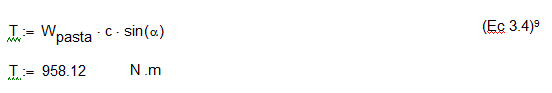 T := W_pasta · c · sin(α) (Ec 3.4)⁹
T := 958.12 N .m